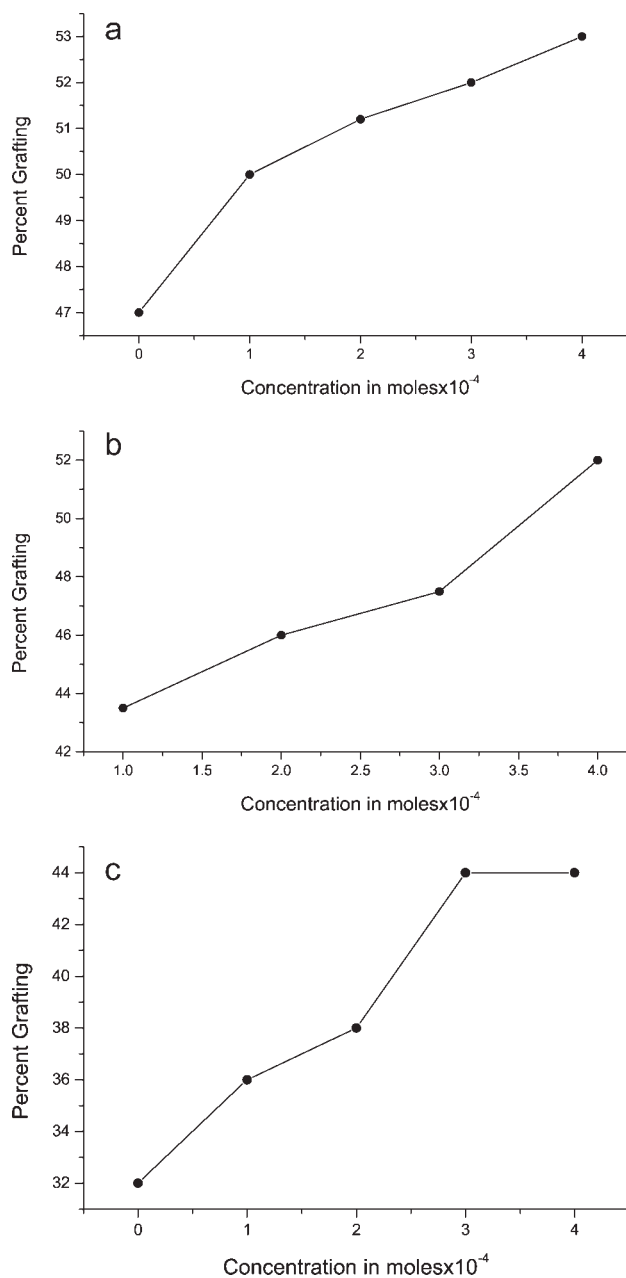 a
53
52
51
50
49
48
47
Percent Grafting
0 1 2 3 4
Concentration in molesx10⁻⁴
b
52
50
48
46
44
42
Percent Grafting
1.0 1.5 2.0 2.5 3.0 3.5 4.0
Concentration in molesx10⁻⁴
c
44
42
40
38
36
34
32
Percent Grafting
0 1 2 3 4
Concentration in molesx10⁻⁴